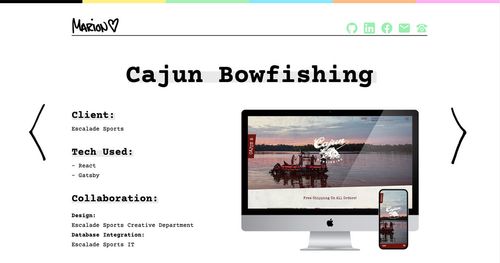 Marion
Cajun Bowfishing
Client:
Escalade Sports
Tech Used:
- React
- Gatsby
Collaboration:
Design:
Escalade Sports Creative Department
Database Integration:
Escalade Sports IT
Cajun
Free Shipping On All Orders!